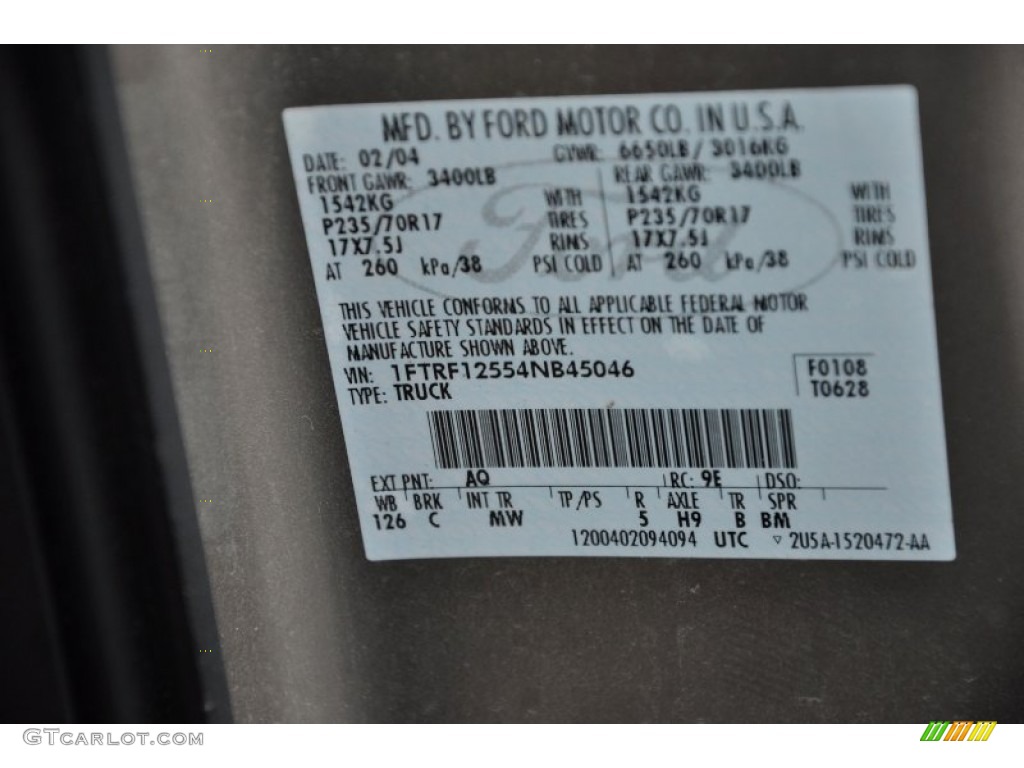 MFD. BY FORD MOTOR CO. IN U.S.A.
DATE: 02/04 GVWR: 6650LB / 3016KG
FRONT GAWR: 3400LB REAR GAWR: 3400LB
1542KG WITH 1542KG WITH
P235/70R17 TIRES P235/70R17 TIRES
17X7.5J RIMS 17X7.5J RIMS
AT 260 kPa/38 PSI COLD AT 260 kPa/38 PSI COLD
Ford
THIS VEHICLE CONFORMS TO ALL APPLICABLE FEDERAL MOTOR
VEHICLE SAFETY STANDARDS IN EFFECT ON THE DATE OF
MANUFACTURE SHOWN ABOVE.
VIN: 1FTRF12554NB45046 F0108
TYPE: TRUCK T0628
EXT PNT: AQ RC: 9E DSO:
WB BRK INT TR TP/PS R AXLE TR SPR
126 C MW 5 H9 B BM
1200402094094 UTC ▽ 2U5A-1520472-AA
GTCARLOT.COM